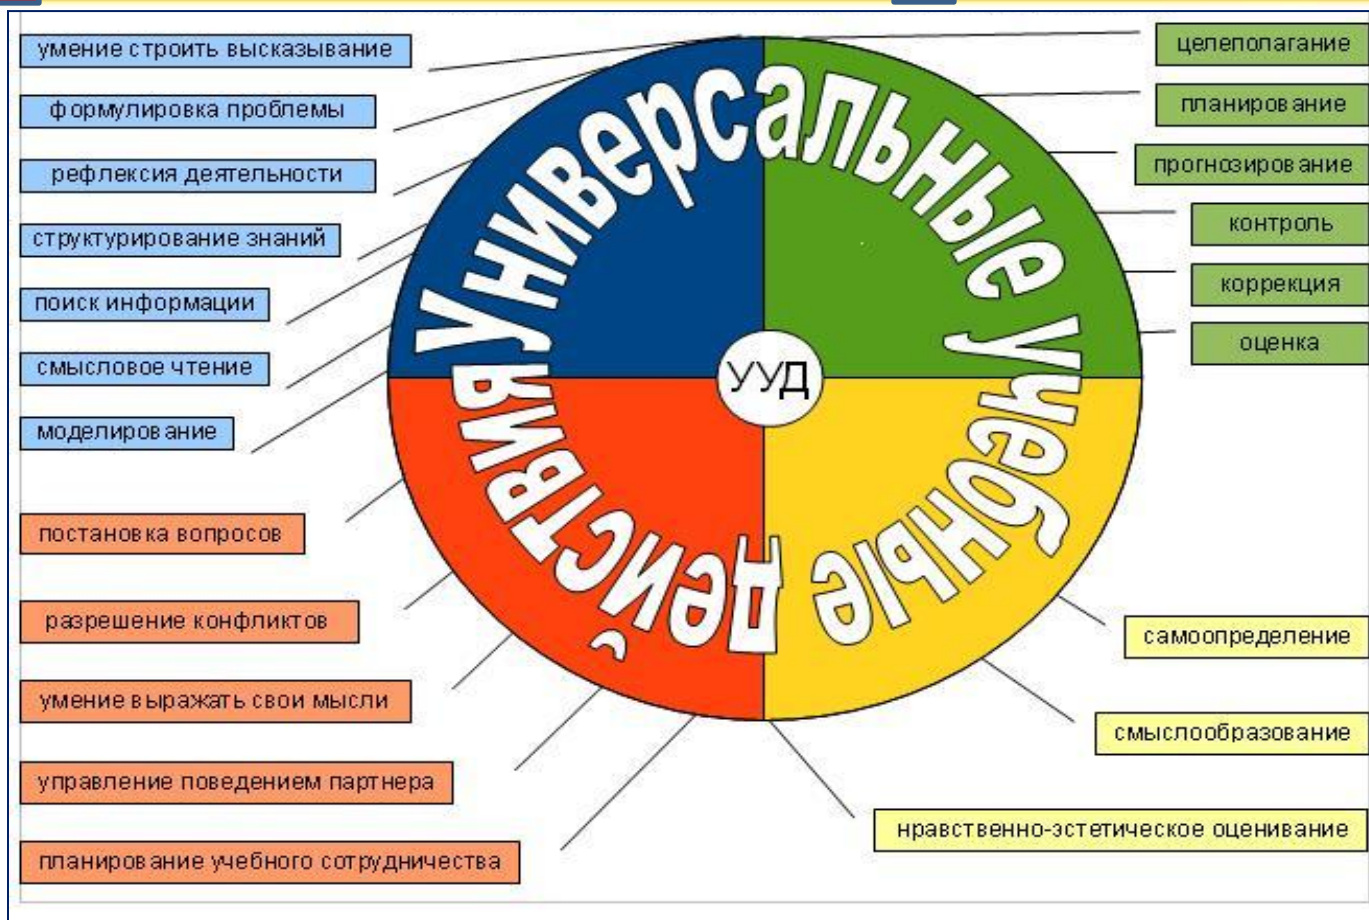 умение строить высказывание
формулировка проблемы
рефлексия деятельности
структурирование знаний
поиск информации
смысловое чтение
моделирование
постановка вопросов
разрешение конфликтов
умение выражать свои мысли
управление поведением партнера
планирование учебного сотрудничества
Универсальные учебные действия
УУД
целеполагание
планирование
прогнозирование
контроль
коррекция
оценка
самоопределение
смыслообразование
нравственно-эстетическое оценивание